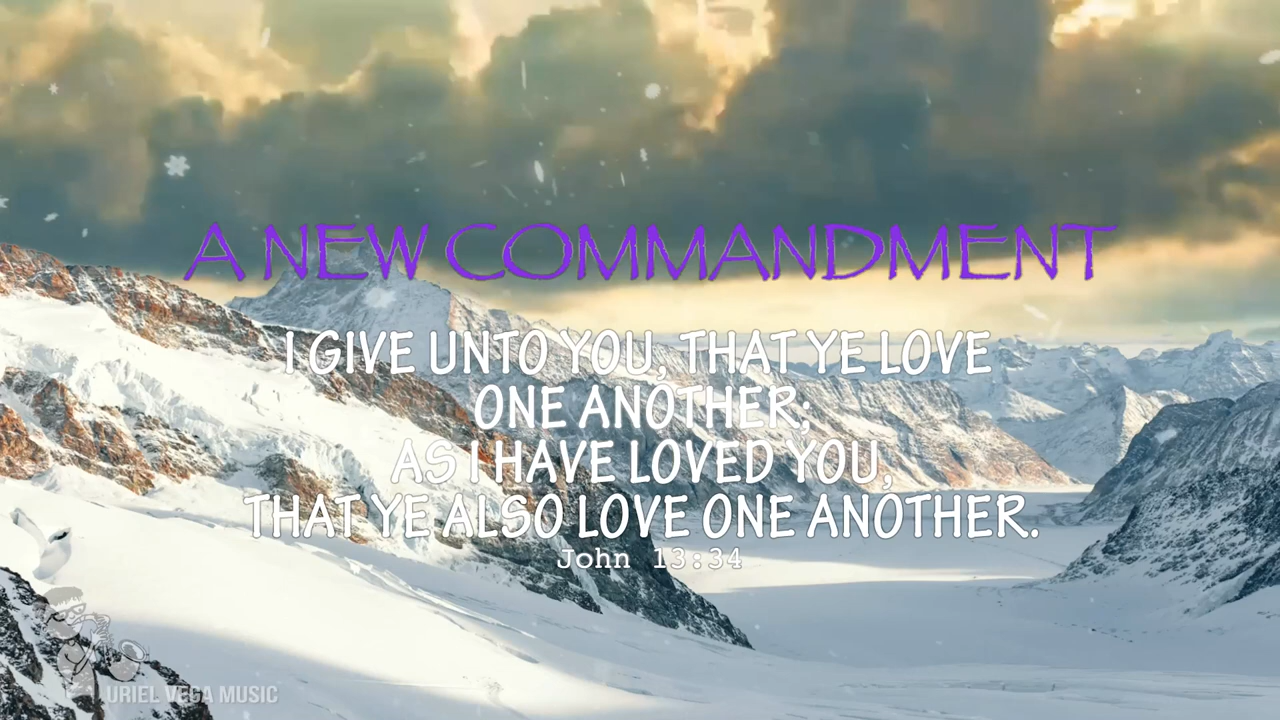 A NEW COMMANDMENT
I GIVE UNTO YOU, THAT YE LOVE
ONE ANOTHER;
AS I HAVE LOVED YOU,
THAT YE ALSO LOVE ONE ANOTHER.
John 13:34
URIEL VEGA MUSIC